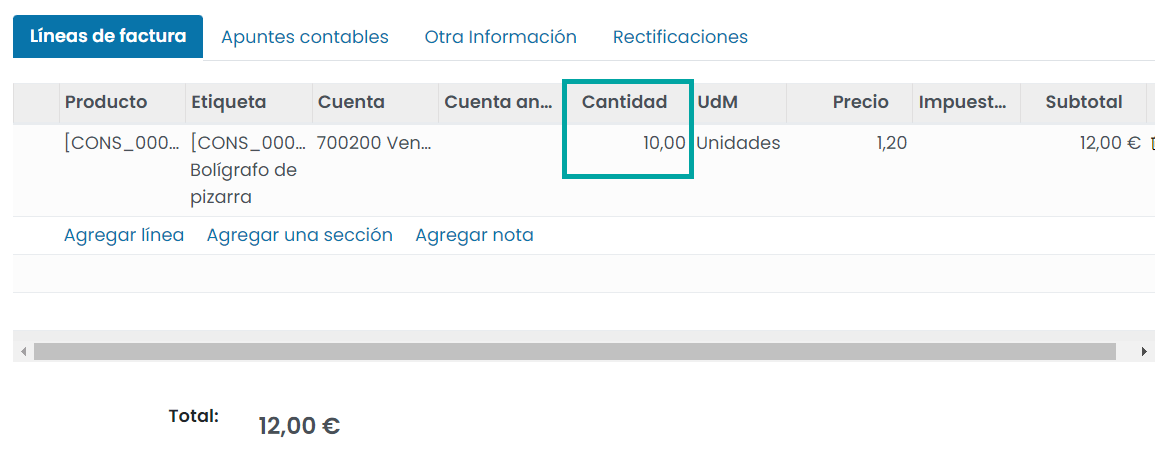 Líneas de factura Apuntes contables Otra Información Rectificaciones
Producto Etiqueta Cuenta Cuenta an... Cantidad UdM Precio Impuest... Subtotal
[CONS_000... [CONS_000... 700200 Ven... 10,00 Unidades 1,20 12,00 €
Bolígrafo de
pizarra
Agregar línea Agregar una sección Agregar nota
Total: 12,00 €